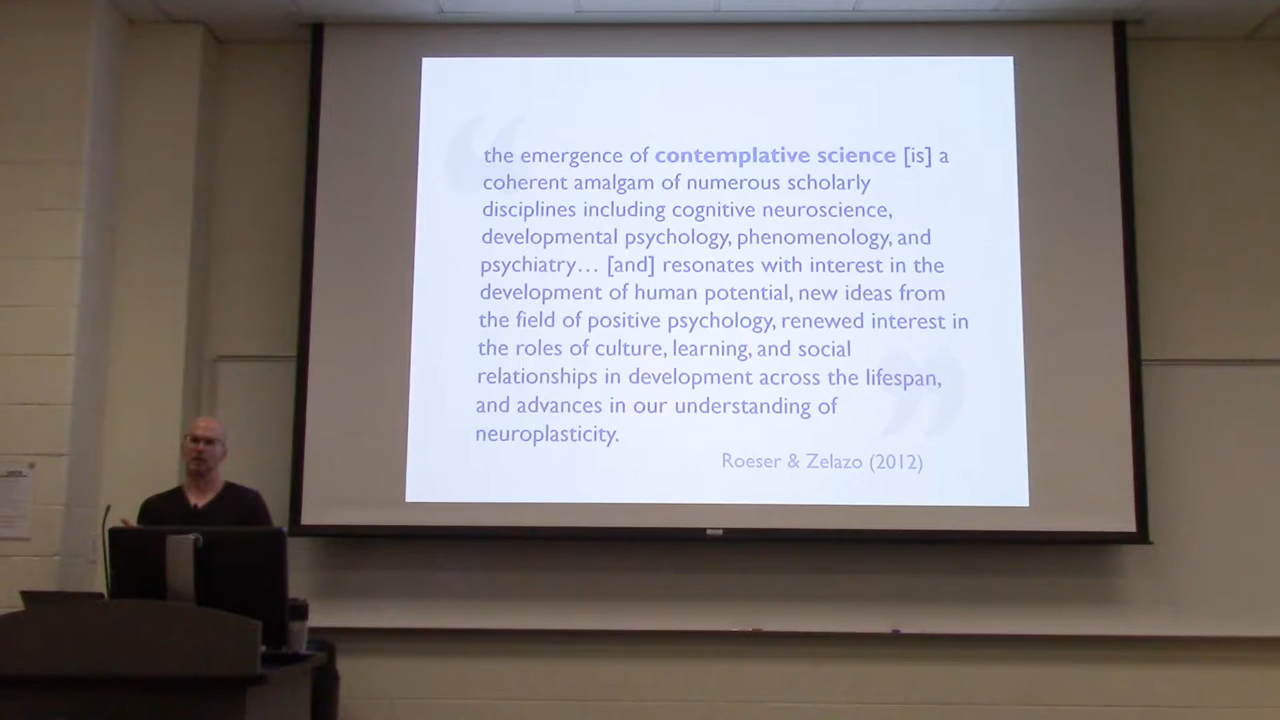 the emergence of contemplative science [is] a
coherent amalgam of numerous scholarly
disciplines including cognitive neuroscience,
developmental psychology, phenomenology, and
psychiatry… [and] resonates with interest in the
development of human potential, new ideas from
the field of positive psychology, renewed interest in
the roles of culture, learning, and social
relationships in development across the lifespan,
and advances in our understanding of
neuroplasticity.
Roeser & Zelazo (2012)